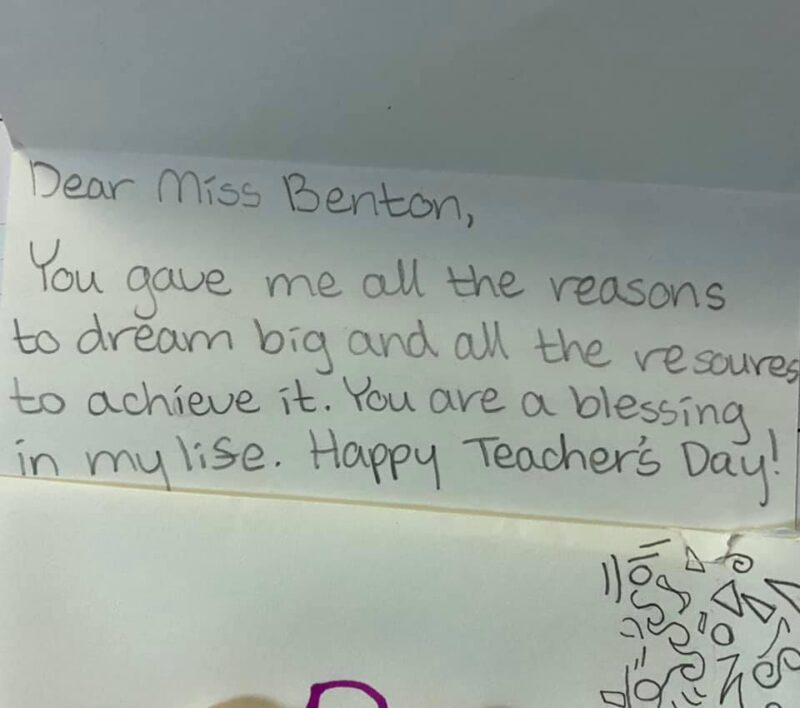 Dear Miss Benton,
You gave me all the reasons
to dream big and all the resoures
to achieve it. You are a blessing
in my lise. Happy Teacher's Day!